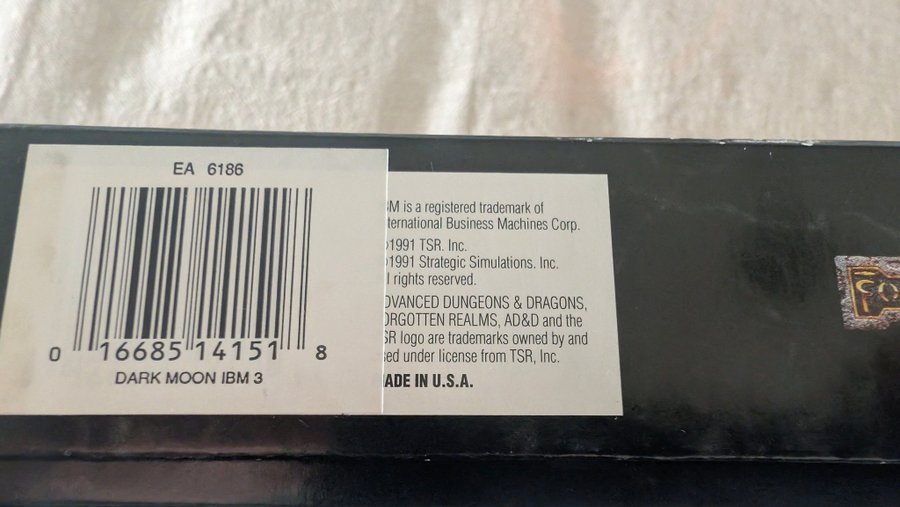 EA 6186
0 16685 14151 8
DARK MOON IBM 3
BM is a registered trademark of
ternational Business Machines Corp.
1991 TSR. Inc.
1991 Strategic Simulations. Inc.
l rights reserved.
DVANCED DUNGEONS & DRAGONS,
ORGOTTEN REALMS, AD&D and the
SR logo are trademarks owned by and
sed under license from TSR, Inc.
ADE IN U.S.A.